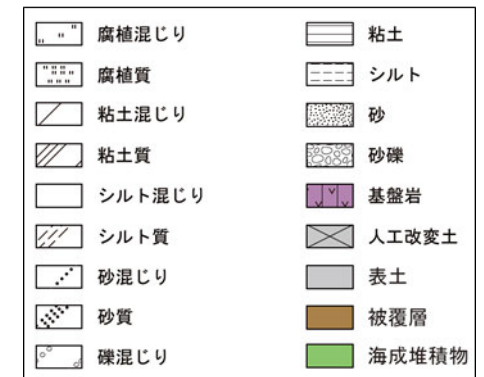 腐植混じり
腐植質
粘土混じり
粘土質
シルト混じり
シルト質
砂混じり
砂質
礫混じり
粘土
シルト
砂
砂礫
基盤岩
人工改変土
表土
被覆層
海成堆積物